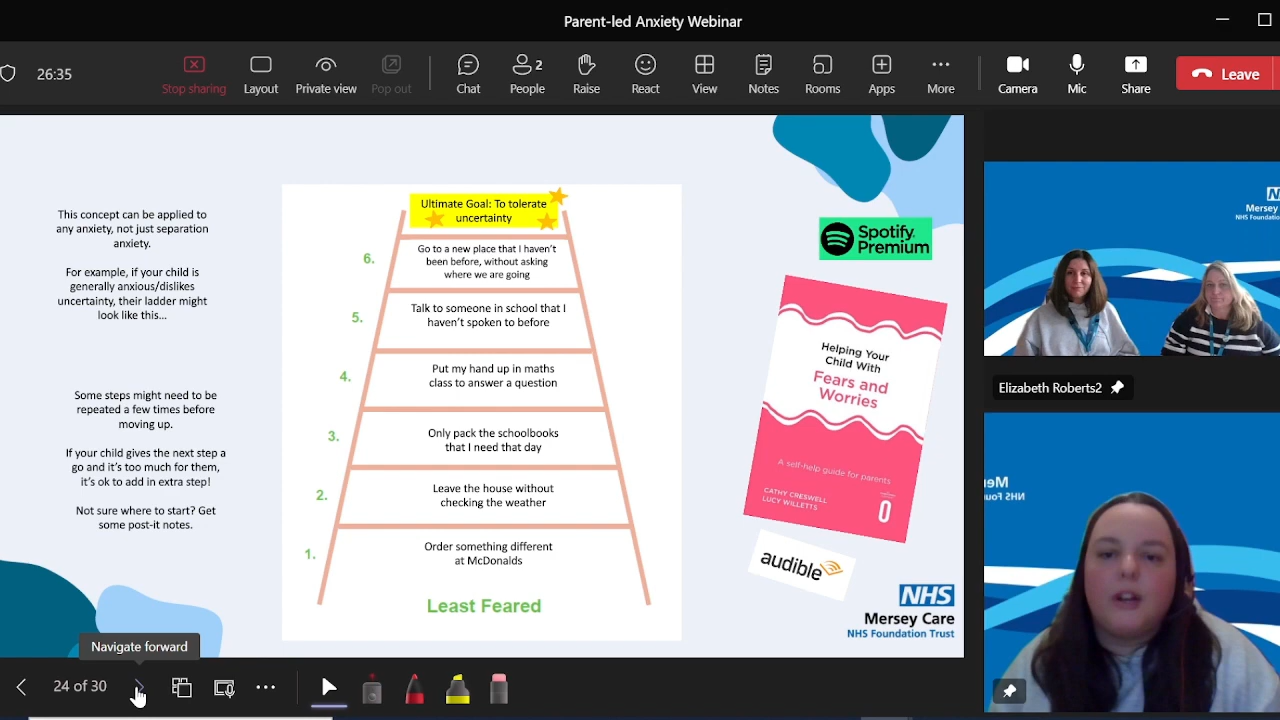 Parent-led Anxiety Webinar
26:35
Stop sharing
Layout
Private view
Pop out
Chat
2
People
Raise
React
View
Notes
Rooms
Apps
More
Camera
Mic
Share
Leave
This concept can be applied to
any anxiety, not just separation
anxiety.
For example, if your child is
generally anxious/dislikes
uncertainty, their ladder might
look like this...
Some steps might need to be
repeated a few times before
moving up.
If your child gives the next step a
go and it's too much for them,
it's ok to add in extra step!
Not sure where to start? Get
some post-it notes.
Ultimate Goal: To tolerate
uncertainty
6.
Go to a new place that I haven't
been before, without asking
where we are going
5.
Talk to someone in school that I
haven't spoken to before
4.
Put my hand up in maths
class to answer a question
3.
Only pack the schoolbooks
that I need that day
2.
Leave the house without
checking the weather
1.
Order something different
at McDonalds
Least Feared
Spotify
Premium
Helping Your
Child With
Fears and
Worries
A self-help guide for parents
CATHY CRESWELL
LUCY WILLETTS
audible
NHS
Mersey Care
NHS Foundation Trust
Mersey
NHS Foundation
Elizabeth Roberts2
Navigate forward
24 of 30